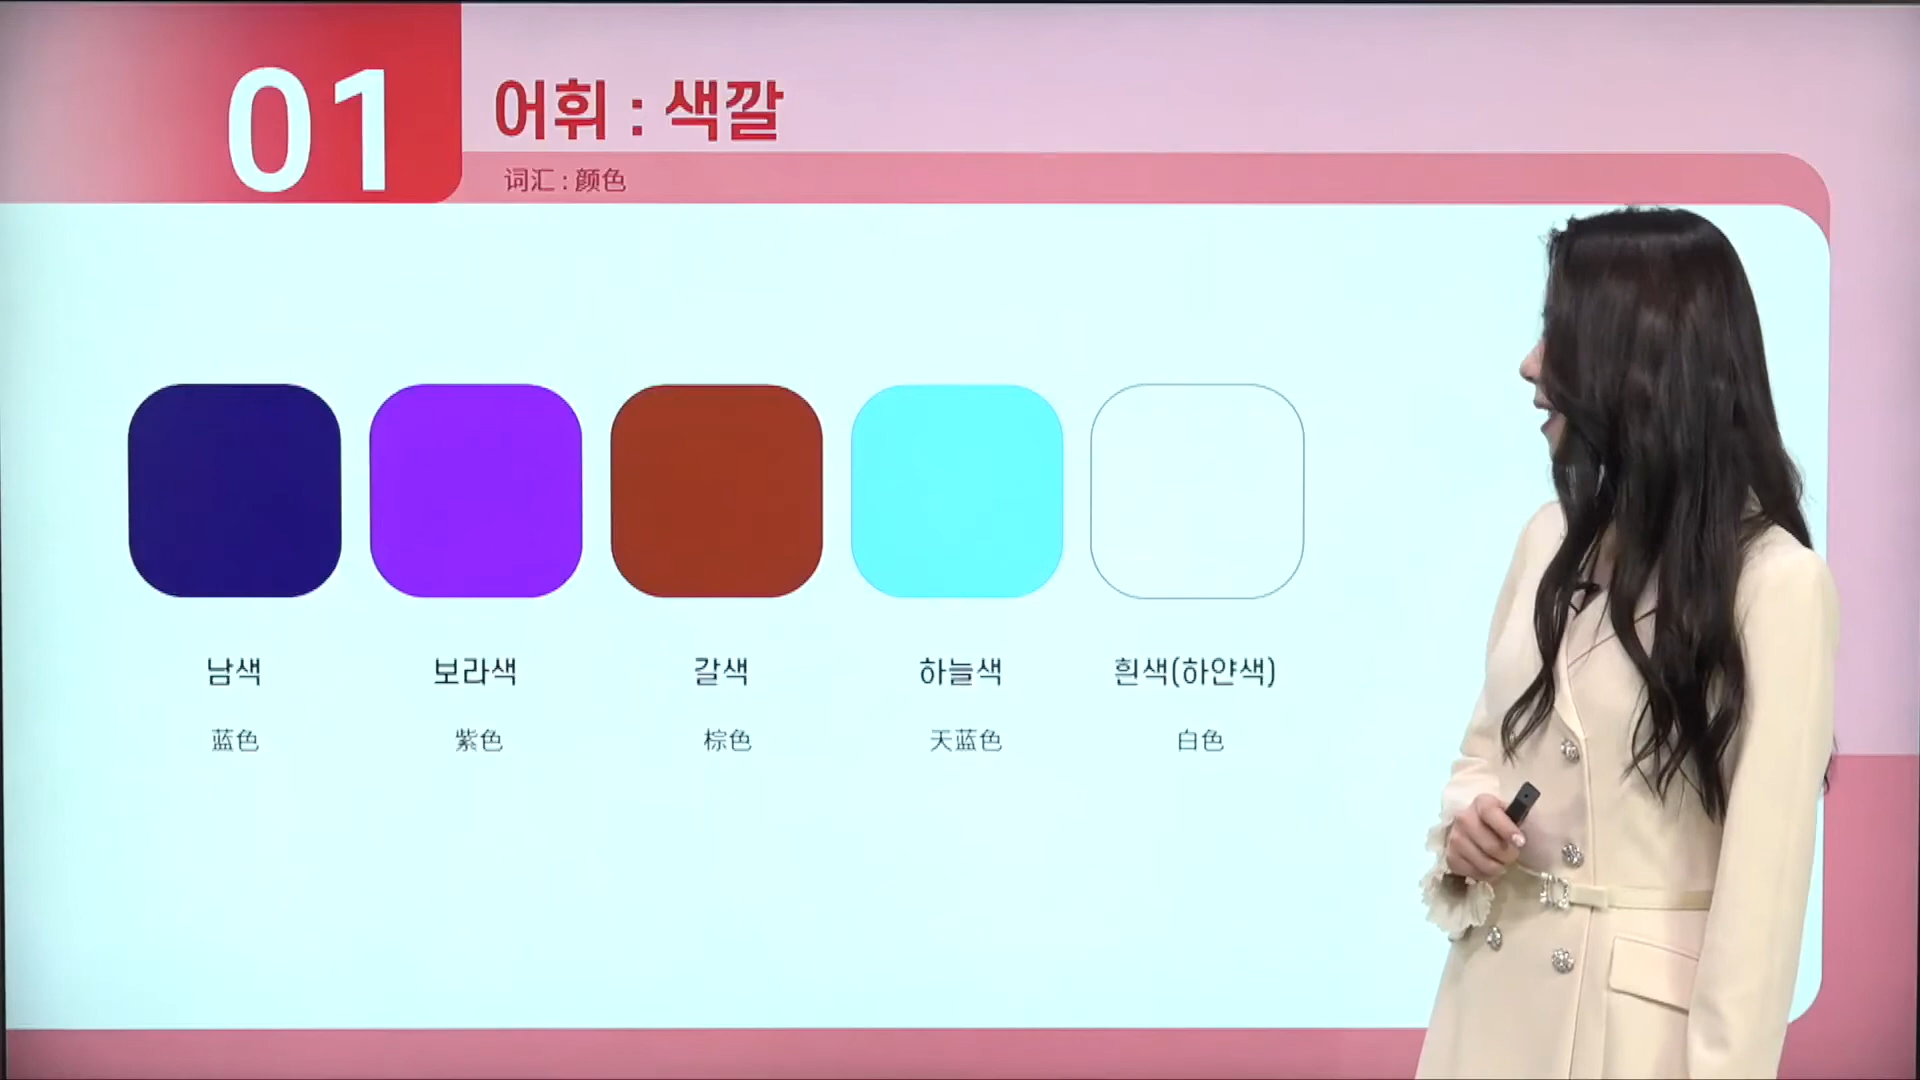 01
어휘 : 색깔
词汇 : 颜色
남색 보라색 갈색 하늘색 흰색(하얀색)
蓝色 紫色 棕色 天蓝色 白色